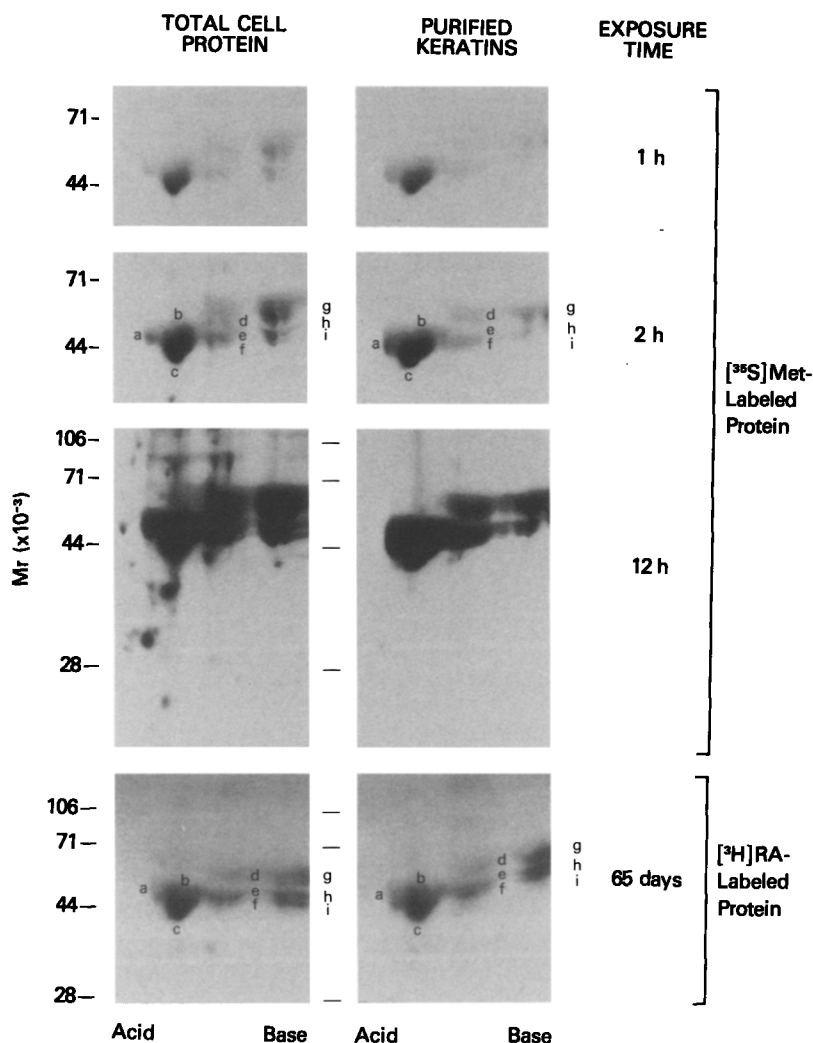 TOTAL CELL PROTEIN
PURIFIED KERATINS
EXPOSURE TIME
71-
44-
1 h
71-
44-
a b c d e f g h i
a b c d e f g h i
2 h
[³⁵S]Met-
Labeled
Protein
Mr (x10⁻³)
106-
71-
44-
28-
12 h
106-
71-
44-
28-
a b c d e f g h i
a b c d e f g h i
65 days
[³H]RA-
Labeled
Protein
Acid Base Acid Base